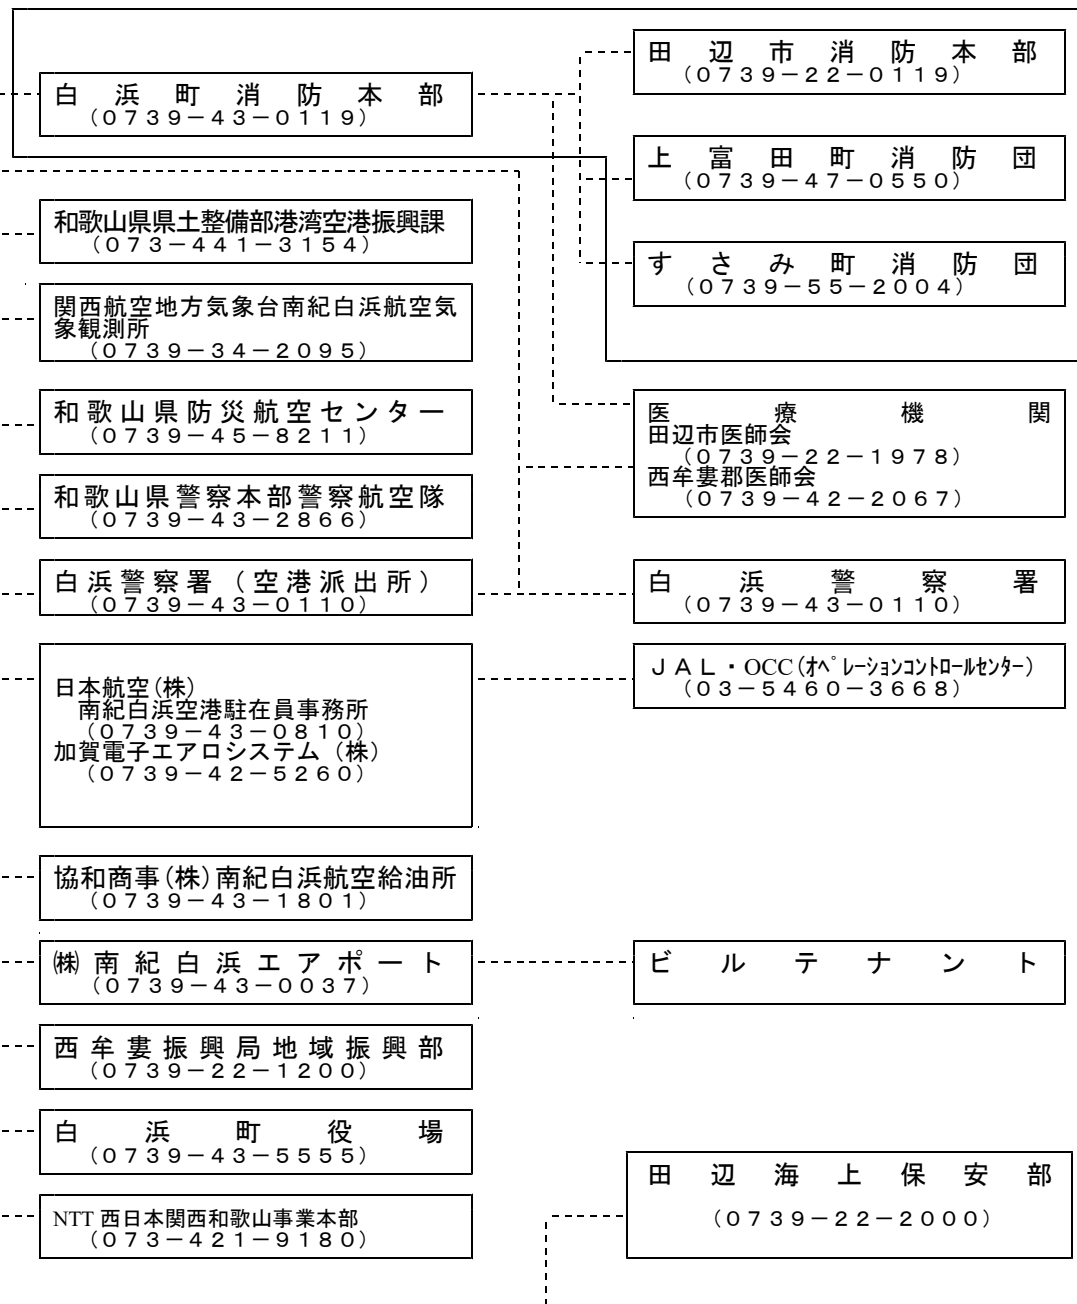 白浜町消防本部
（０７３９－４３－０１１９）
和歌山県県土整備部港湾空港振興課
（０７３－４４１－３１５４）
関西航空地方気象台南紀白浜航空気
象観測所
（０７３９－３４－２０９５）
和歌山県防災航空センター
（０７３９－４５－８２１１）
和歌山県警察本部警察航空隊
（０７３９－４３－２８６６）
白浜警察署（空港派出所）
（０７３９－４３－０１１０）
日本航空(株)
南紀白浜空港駐在員事務所
（０７３９－４３－０８１０）
加賀電子エアロシステム（株）
（０７３９－４２－５２６０）
協和商事(株)南紀白浜航空給油所
（０７３９－４３－１８０１）
㈱南紀白浜エアポート
（０７３９－４３－００３７）
西牟婁振興局地域振興部
（０７３９－２２－１２００）
白浜町役場
（０７３９－４３－５５５５）
NTT 西日本関西和歌山事業本部
（０７３－４２１－９１８０）
田辺市消防本部
（０７３９－２２－０１１９）
上富田町消防団
（０７３９－４７－０５５０）
すさみ町消防団
（０７３９－５５－２００４）
医療機関
田辺市医師会
（０７３９－２２－１９７８）
西牟婁郡医師会
（０７３９－４２－２０６７）
白浜警察署
（０７３９－４３－０１１０）
ＪＡＬ・OCC(ｵﾍﾟﾚｰｼｮﾝｺﾝﾄﾛｰﾙｾﾝﾀｰ)
（０３－５４６０－３６６８）
ビルテナント
田辺海上保安部
（０７３９－２２－２０００）